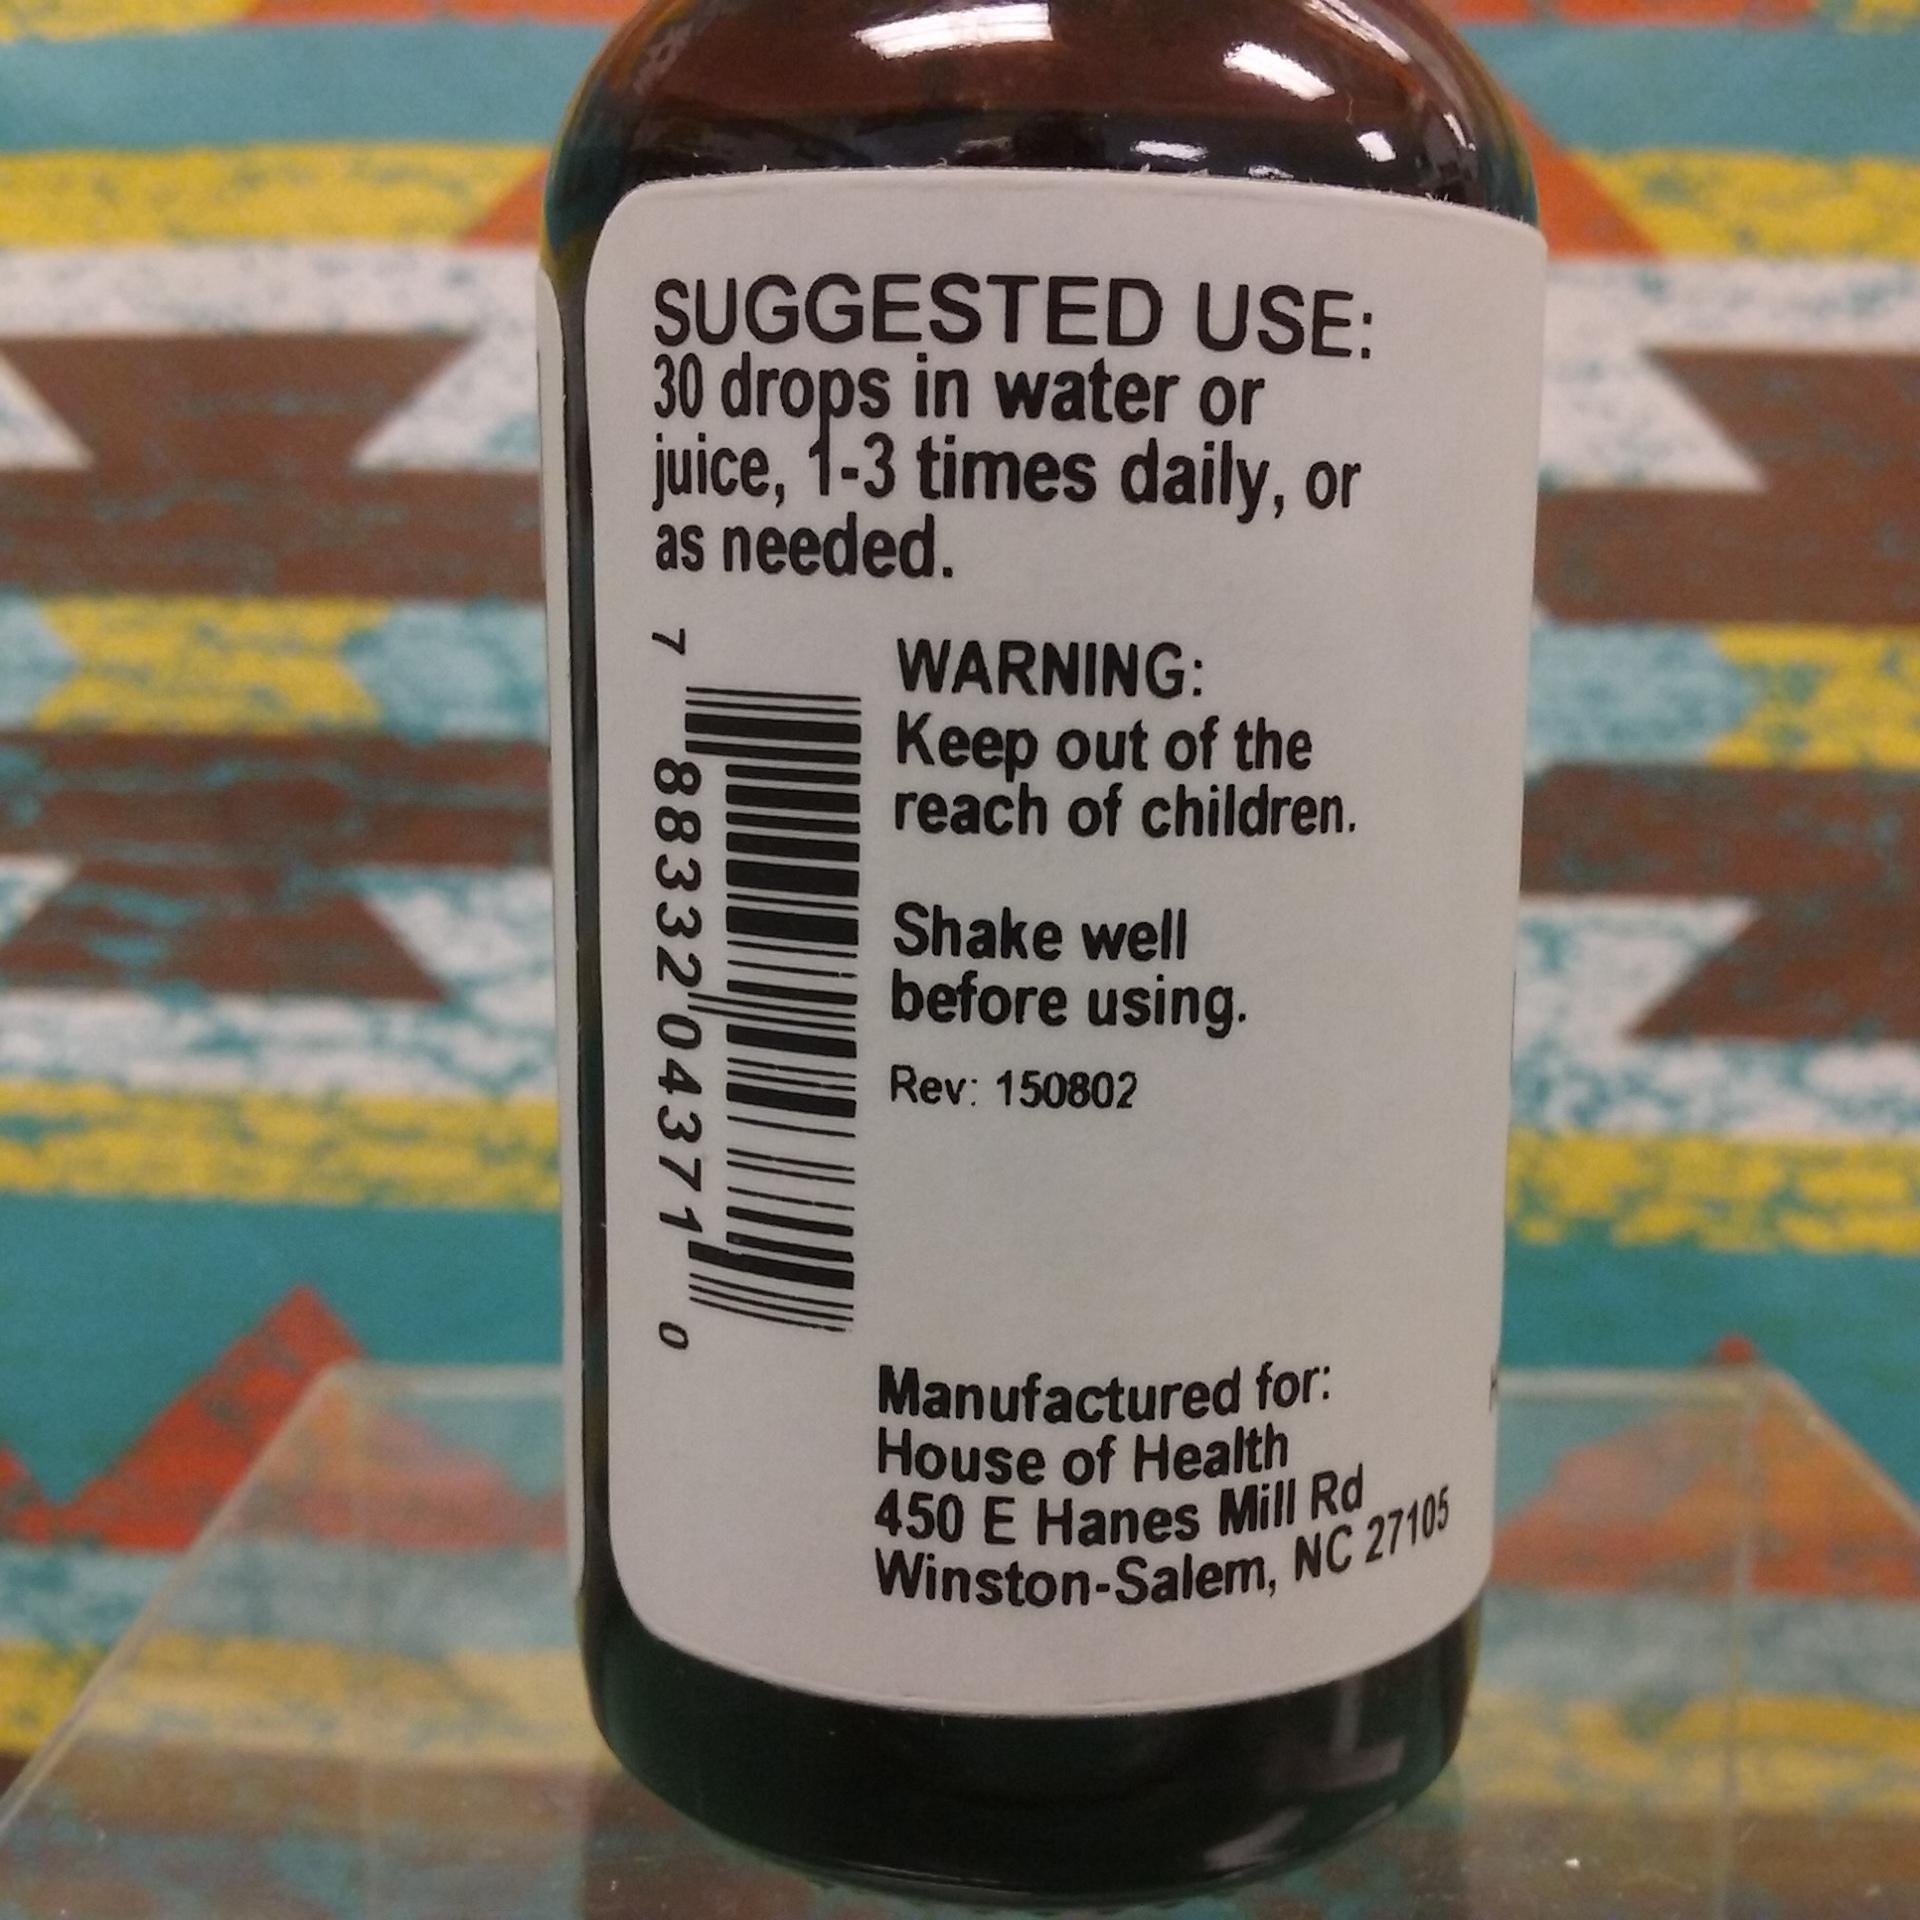 SUGGESTED USE:
30 drops in water or
juice, 1-3 times daily, or
as needed.
7 88332 04371 0
WARNING:
Keep out of the
reach of children.
Shake well
before using.
Rev: 150802
Manufactured for:
House of Health
450 E Hanes Mill Rd
Winston-Salem, NC 27105